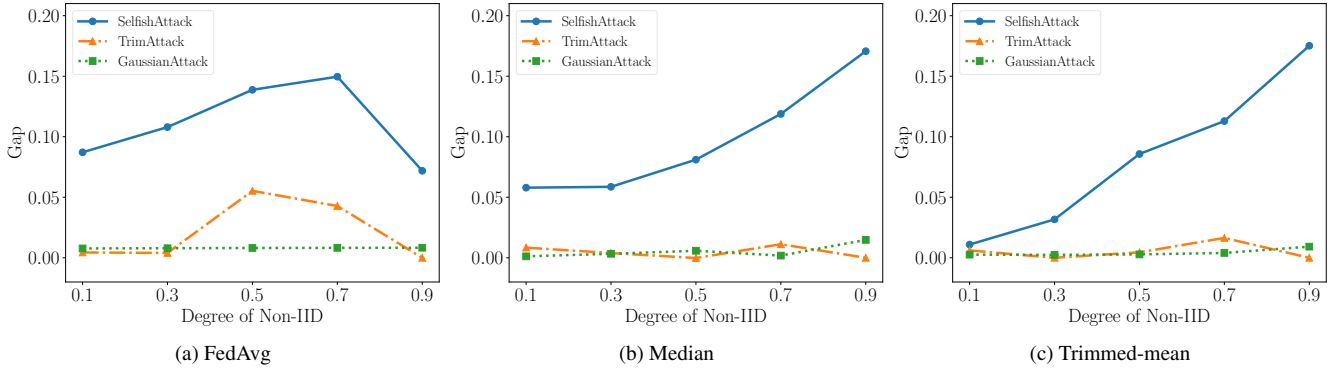 0.20
0.15
0.10
0.05
0.00
Gap
SelfishAttack
TrimAttack
GaussianAttack
0.1 0.3 0.5 0.7 0.9
Degree of Non-IID
(a) FedAvg
0.20
0.15
0.10
0.05
0.00
Gap
SelfishAttack
TrimAttack
GaussianAttack
0.1 0.3 0.5 0.7 0.9
Degree of Non-IID
(b) Median
0.20
0.15
0.10
0.05
0.00
Gap
SelfishAttack
TrimAttack
GaussianAttack
0.1 0.3 0.5 0.7 0.9
Degree of Non-IID
(c) Trimmed-mean